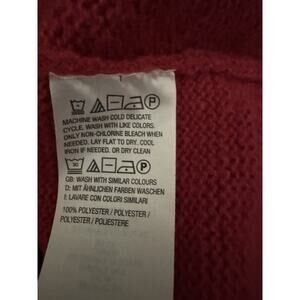 MACHINE WASH COLD DELICATE
CYCLE. WASH WITH LIKE COLORS.
ONLY NON-CHLORINE BLEACH WHEN
NEEDED. LAY FLAT TO DRY. COOL
IRON IF NEEDED. OR DRY CLEAN
30
P
GB: WASH WITH SIMILAR COLOURS
D: MIT ÄHNLICHEN FARBEN WASCHEN
I: LAVARE CON COLORI SIMILARI
100% POLYESTER / POLYESTER /
POLYESTER / POLIESTERE